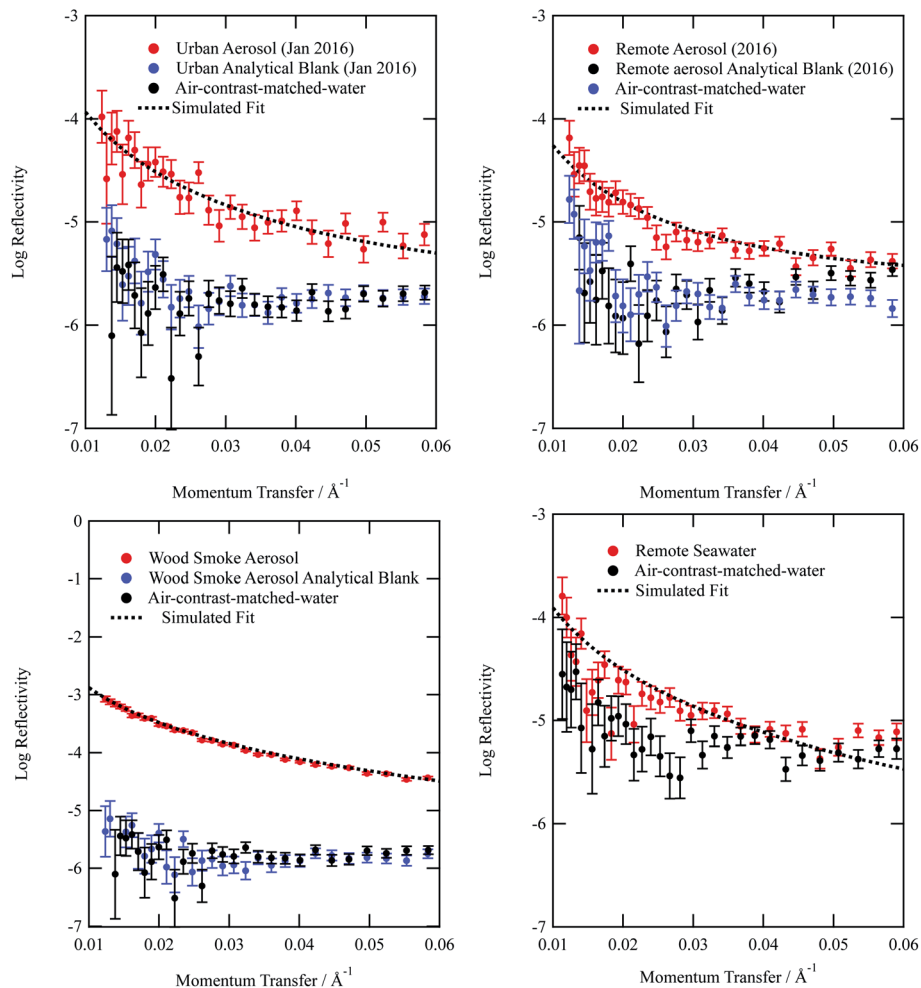 -3
Urban Aerosol (Jan 2016)
Urban Analytical Blank (Jan 2016)
Air-contrast-matched-water
Simulated Fit
-4
-5
-6
-7
Log Reflectivity
0.01 0.02 0.03 0.04 0.05 0.06
Momentum Transfer / Å⁻¹
-3
Remote Aerosol (2016)
Remote aerosol Analytical Blank (2016)
Air-contrast-matched-water
Simulated Fit
-4
-5
-6
-7
Log Reflectivity
0.01 0.02 0.03 0.04 0.05 0.06
Momentum Transfer / Å⁻¹
0
Wood Smoke Aerosol
Wood Smoke Aerosol Analytical Blank
Air-contrast-matched-water
Simulated Fit
-1
-2
-3
-4
-5
-6
-7
Log Reflectivity
0.01 0.02 0.03 0.04 0.05 0.06
Momentum Transfer / Å⁻¹
-3
Remote Seawater
Air-contrast-matched-water
Simulated Fit
-4
-5
-6
-7
Log Reflectivity
0.01 0.02 0.03 0.04 0.05 0.06
Momentum Transfer / Å⁻¹